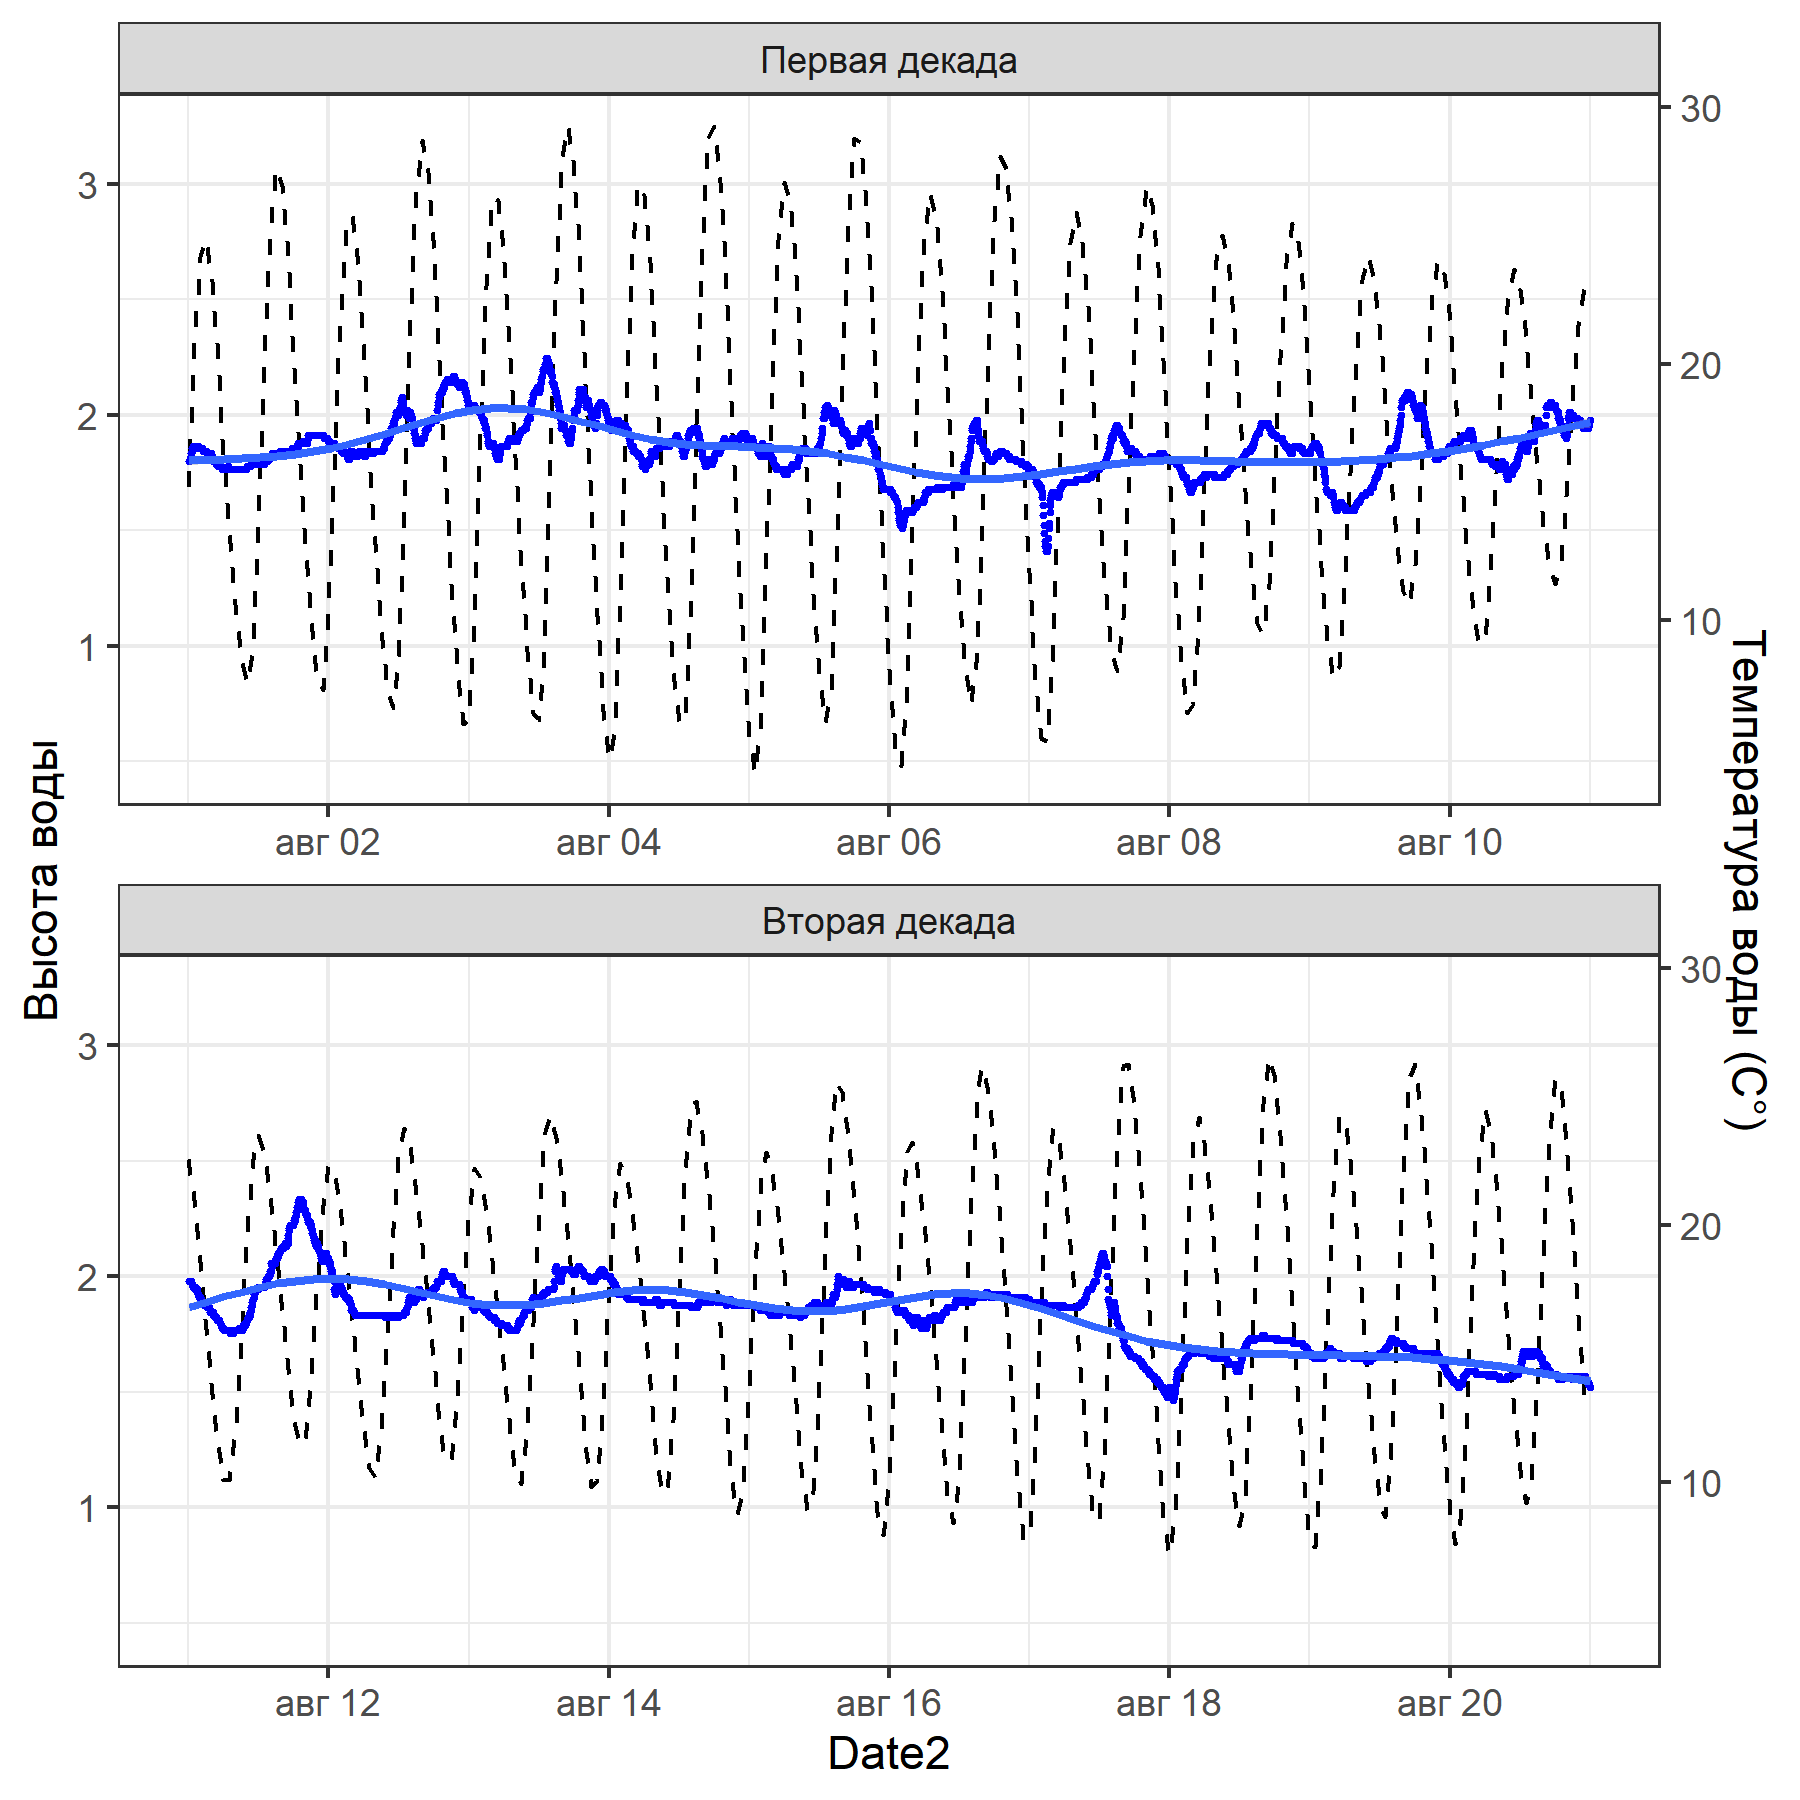 Первая декада
30
3
20
2
10
1
авг 02 авг 04 авг 06 авг 08 авг 10
Высота воды
Температура воды (C°)
Вторая декада
30
3
20
2
10
1
авг 12 авг 14 авг 16 авг 18 авг 20
Date2